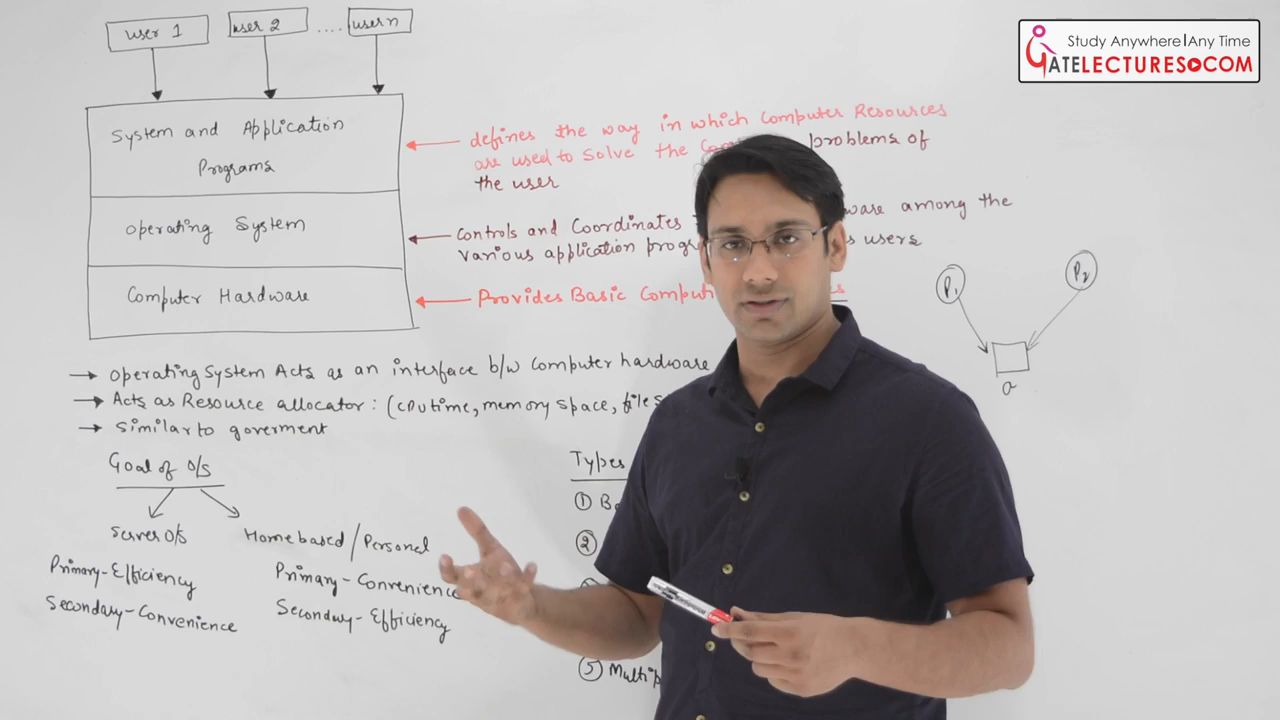 user 1
user 2
....
user n
Study Anywhere|Any Time
GATELECTURES.COM
System and Application
Programs
defines the way in which Computer Resources
are used to solve the problems of
the user
operating System
Controls and Coordinates among the
various application users
Computer Hardware
Provides Basic
P1
P2
a
→ operating System Acts as an interface b/w computer hardware
→ Acts as Resource allocator: (CPU time, memory space, file
→ Similar to goverment
Goal of O/S
Server O/S
Home based / Personal
Primary-Efficiency
Primary-Convenience
Secondary-Convenience
Secondary-Efficiency
Types
①
②
⑤